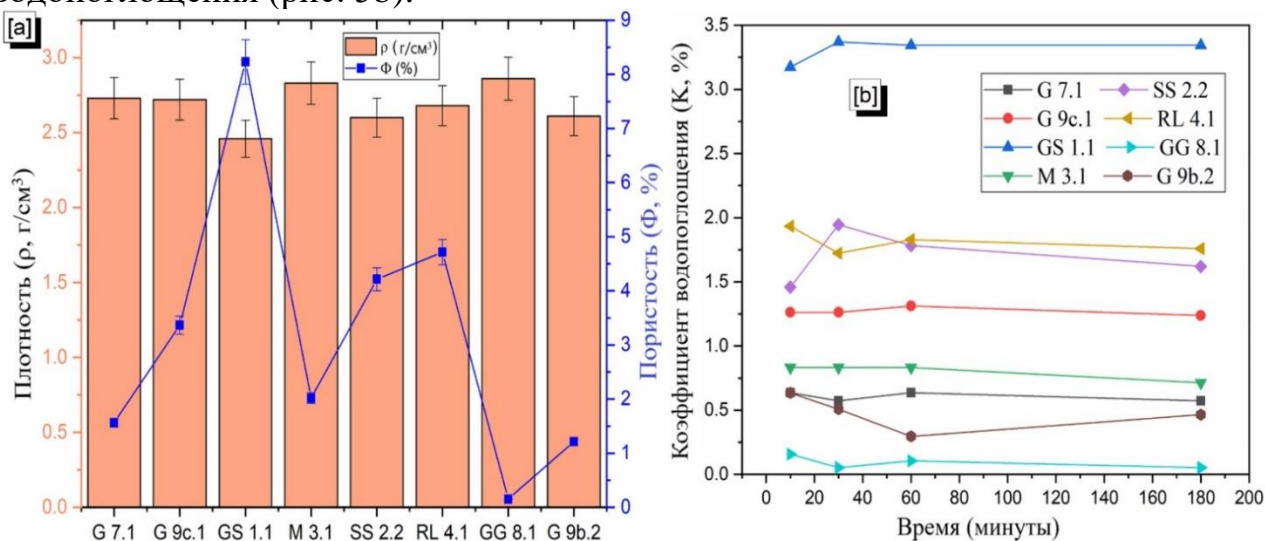 водопоглощения (рис. 3b).
[a]
ρ (г/см³)
Φ (%)
Плотность (ρ, г/см³)
3.0
2.5
2.0
1.5
1.0
0.5
0.0
9
8
7
6
5
4
3
2
1
0
Пористость (Φ, %)
G 7.1 G 9c.1 GS 1.1 M 3.1 SS 2.2 RL 4.1 GG 8.1 G 9b.2
[b]
G 7.1 SS 2.2
G 9c.1 RL 4.1
GS 1.1 GG 8.1
M 3.1 G 9b.2
Коэффициент водопоглощения (K, %)
3.5
3.0
2.5
2.0
1.5
1.0
0.5
0.0
0 20 40 60 80 100 120 140 160 180 200
Время (минуты)